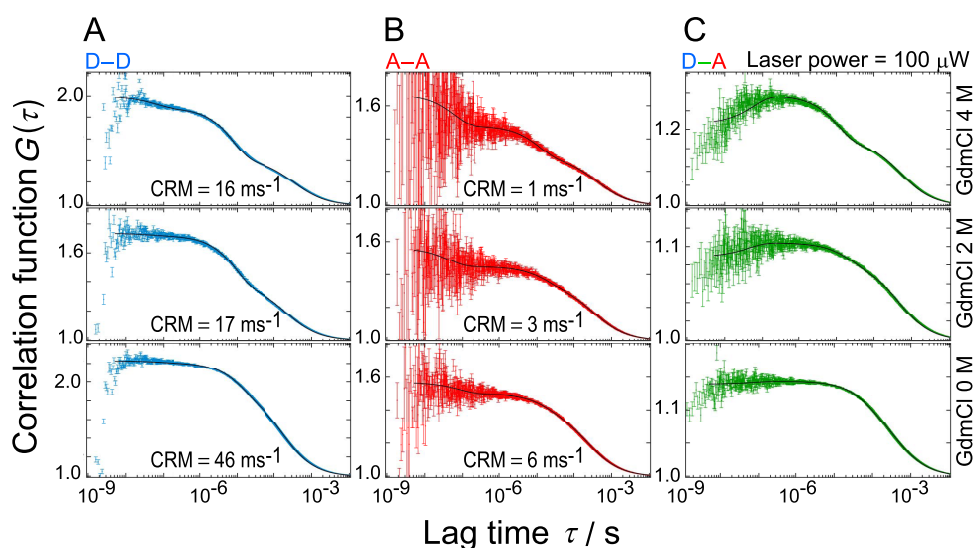 A
B
C
D–D
A–A
D–A
Laser power = 100 μW
Correlation function G(τ)
2.0
1.0
CRM = 16 ms⁻¹
1.6
1.0
CRM = 1 ms⁻¹
1.2
1.0
GdmCl 4 M
1.6
1.0
CRM = 17 ms⁻¹
1.6
1.0
CRM = 3 ms⁻¹
1.1
1.0
GdmCl 2 M
2.0
1.0
CRM = 46 ms⁻¹
1.6
1.0
CRM = 6 ms⁻¹
1.1
1.0
GdmCl 0 M
10⁻⁹ 10⁻⁶ 10⁻³
10⁻⁹ 10⁻⁶ 10⁻³
10⁻⁹ 10⁻⁶ 10⁻³
Lag time τ / s